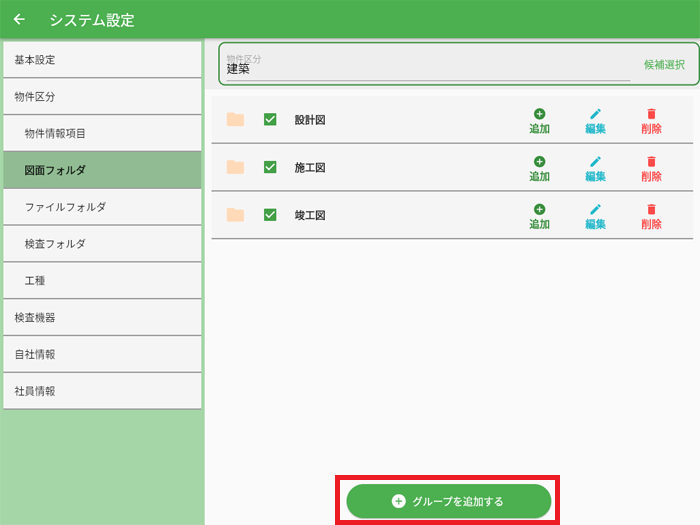 システム設定
基本設定
物件区分
物件情報項目
図面フォルダ
ファイルフォルダ
検査フォルダ
工種
検査機器
自社情報
社員情報
物件区分
建築
候補選択
設計図
追加
編集
削除
施工図
追加
編集
削除
竣工図
追加
編集
削除
グループを追加する